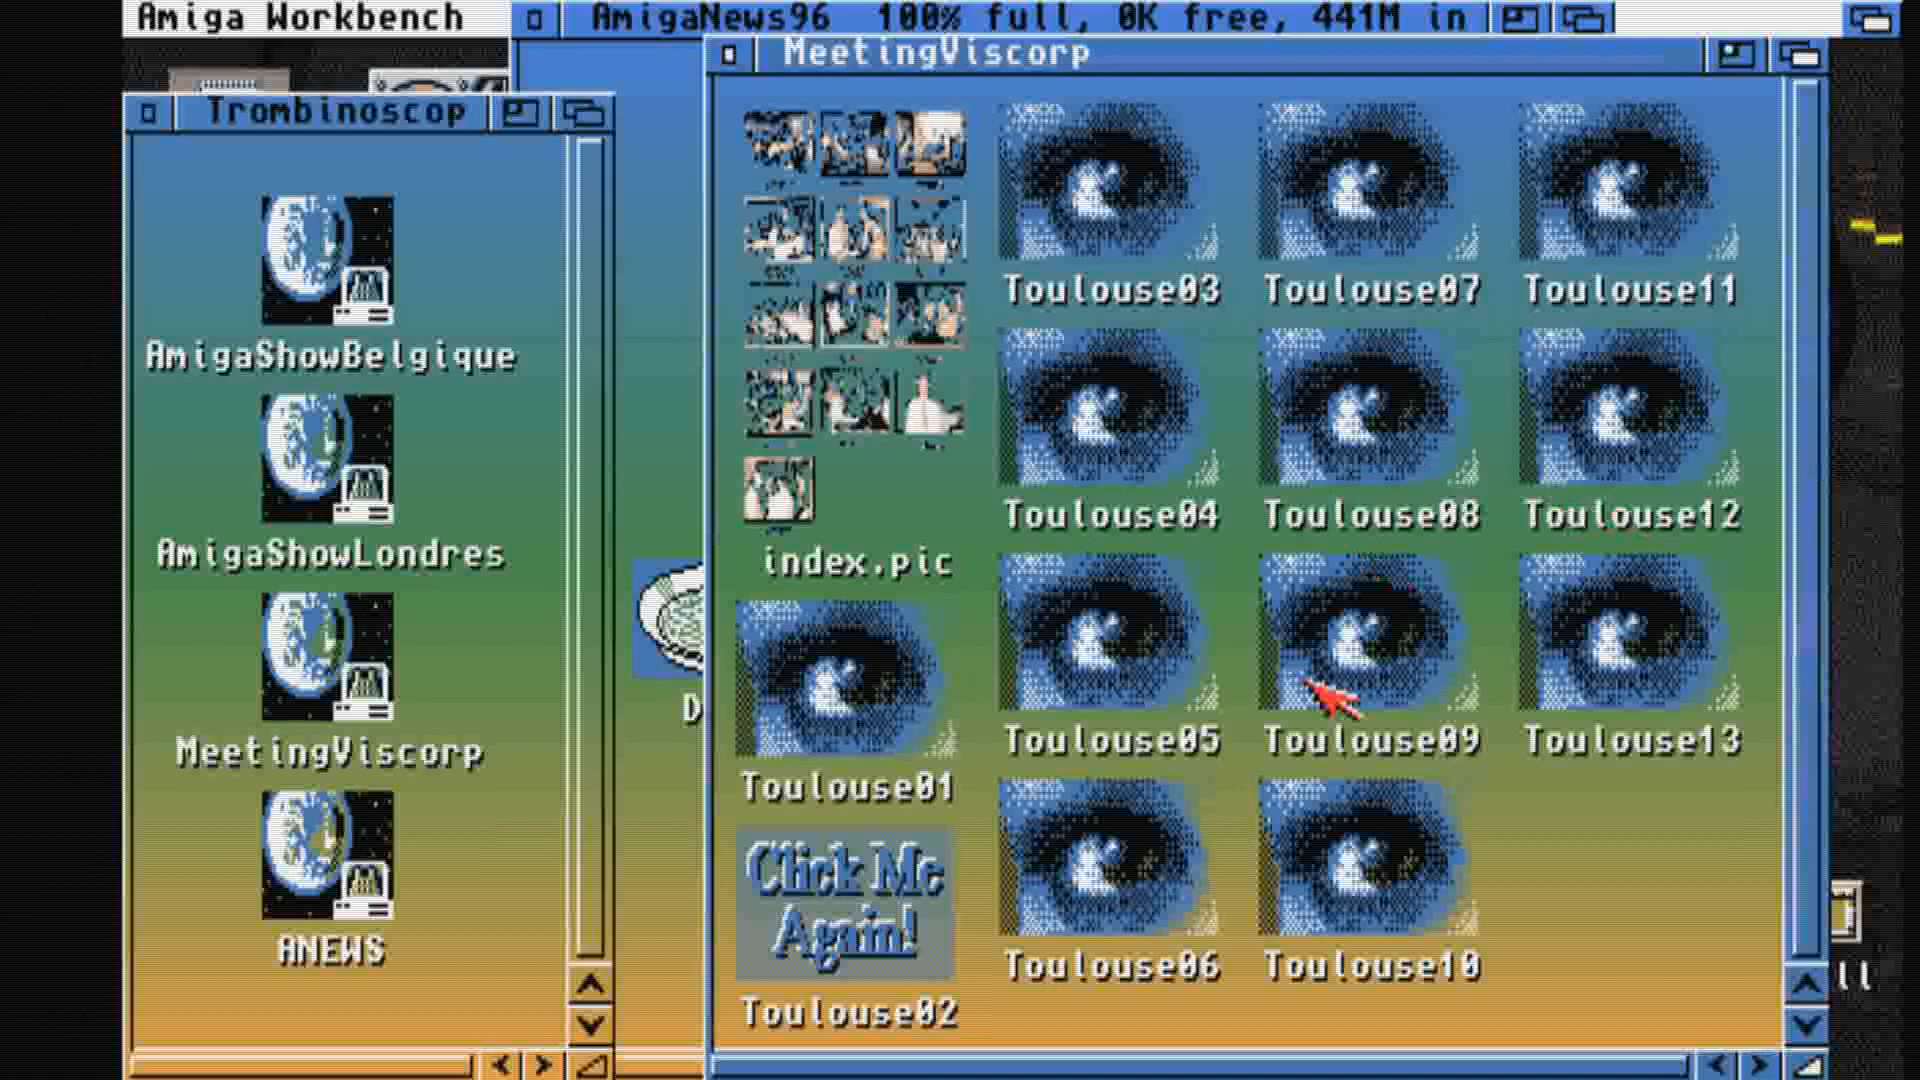 Amiga Workbench
AmigaNews96 100% full, 0K free, 441M in
MeetingViscorp
Trombinoscop
AmigaShowBelgique
AmigaShowLondres
MeetingViscorp
ANEWS
index.pic
Toulouse01
Click Me
Again!
Toulouse02
Toulouse03
Toulouse04
Toulouse05
Toulouse06
Toulouse07
Toulouse08
Toulouse09
Toulouse10
Toulouse11
Toulouse12
Toulouse13
D
ll